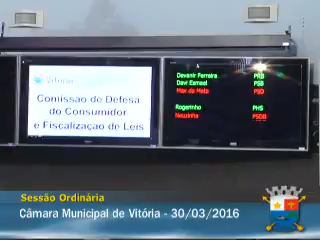 Vitória
Comissão de Defesa
do Consumidor
e Fiscalização de Leis
Devanir Ferreira PRB
Davi Esmael PSB
Max da Mata PSD
Rogerinho PHS
Neuzinha PSDB
Sessão Ordinária
Câmara Municipal de Vitória - 30/03/2016